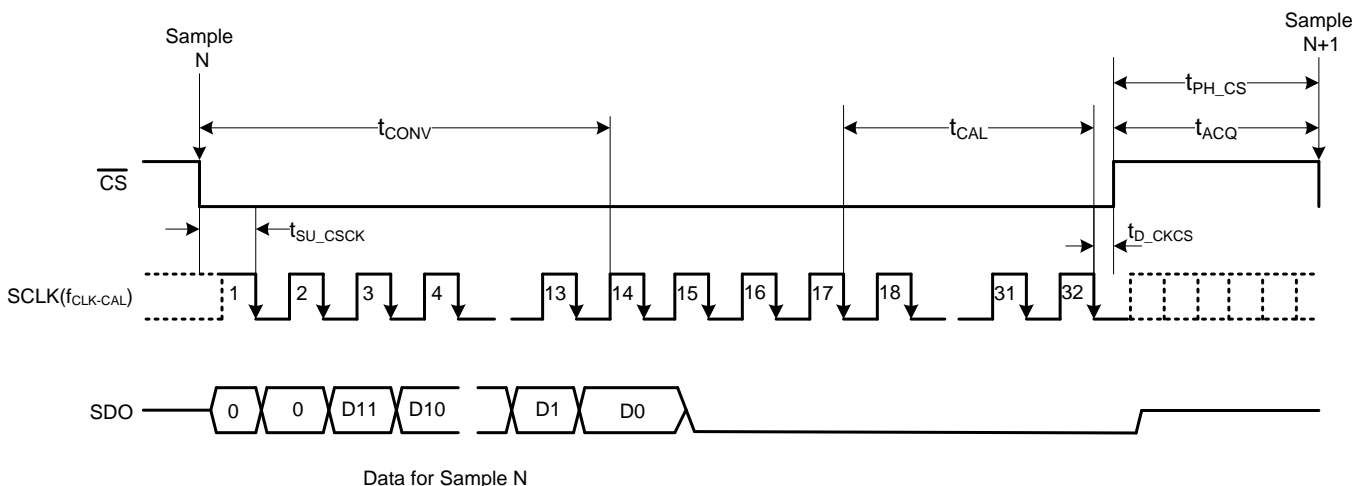 Sample
N
Sample
N+1
tPH_CS
tCONV
tCAL
tACQ
CS
tSU_CSCK
tD_CKCS
SCLK(fCLK-CAL)
1 2 3 4 13 14 15 16 17 18 31 32
SDO
0 0 D11 D10 D1 D0
Data for Sample N